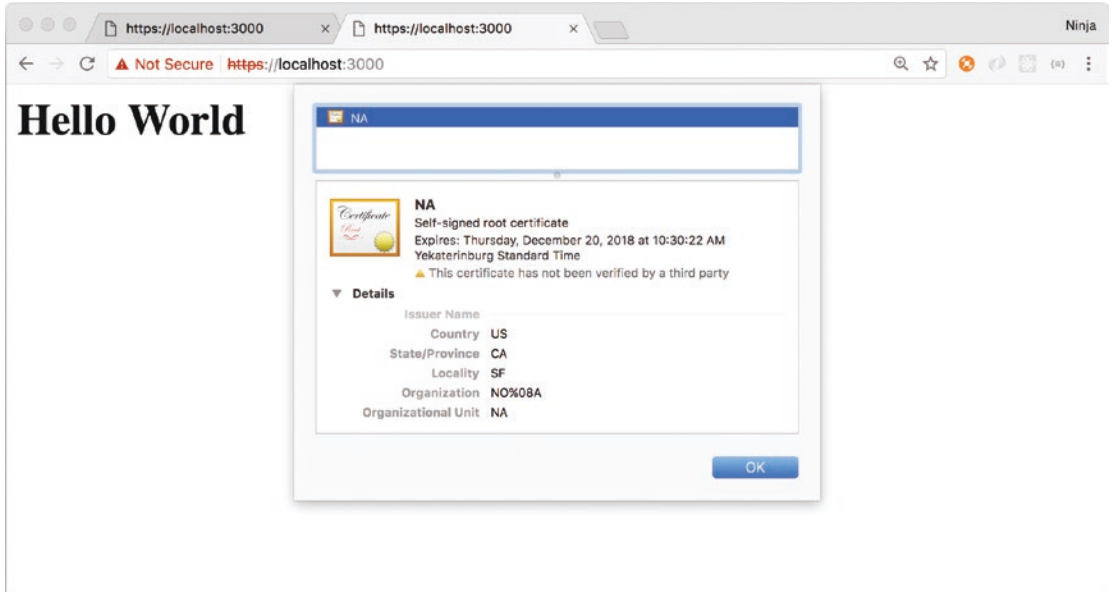 https://localhost:3000
https://localhost:3000
Ninja
Not Secure https://localhost:3000
Hello World
NA
Certificate
Root
NA
Self-signed root certificate
Expires: Thursday, December 20, 2018 at 10:30:22 AM
Yekaterinburg Standard Time
This certificate has not been verified by a third party
Details
Issuer Name
Country US
State/Province CA
Locality SF
Organization NO%08A
Organizational Unit NA
OK